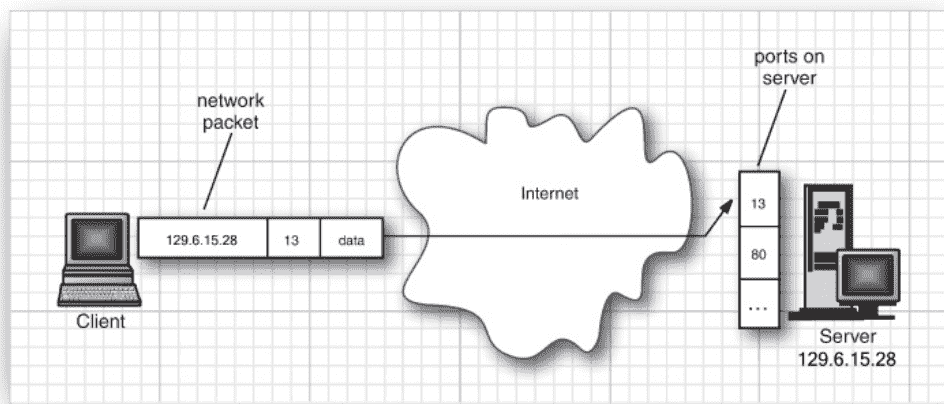 ports on
server
network
packet
Internet
129.6.15.28
13
data
13
80
...
Client
Server
129.6.15.28